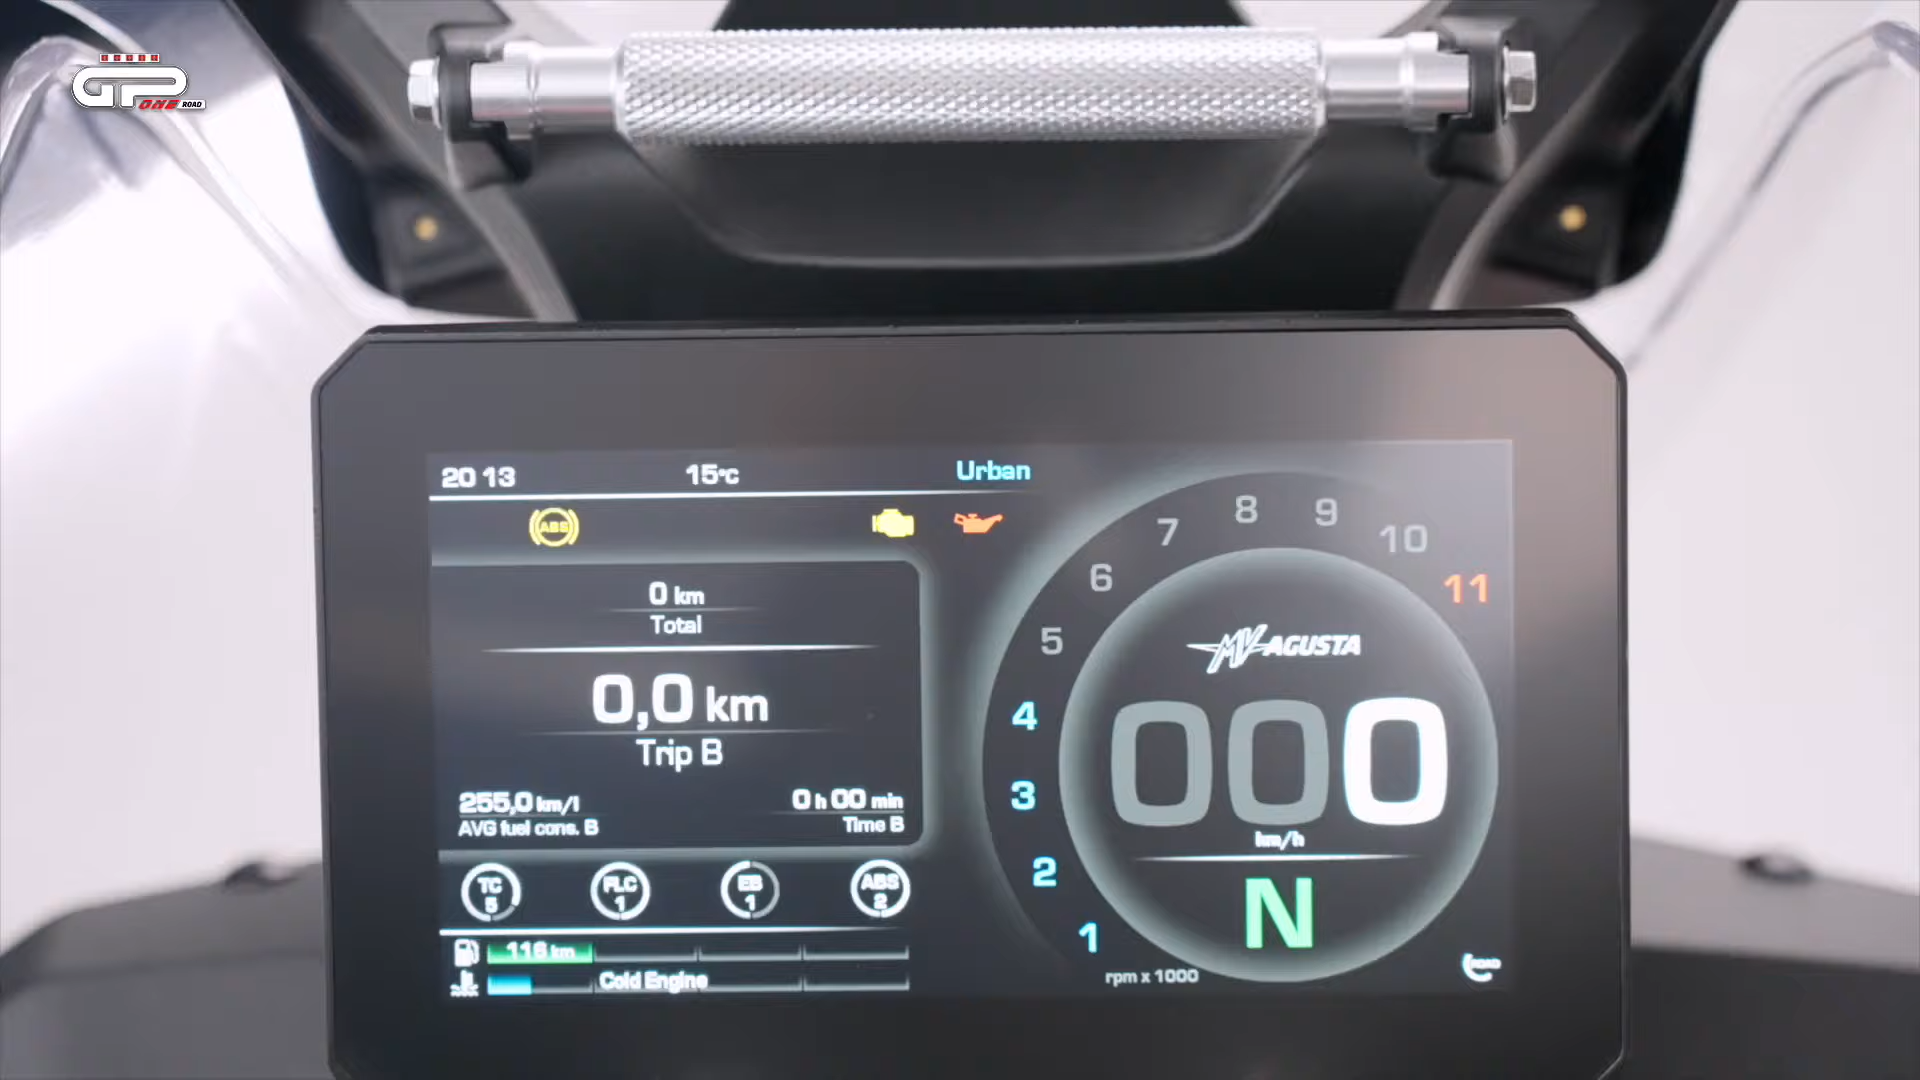 GP
ONE ROAD
20 13 15°C Urban
ABS
0 km
Total
0,0 km
Trip B
255,0 km/l 0 h 00 min
AVG fuel cons. B Time B
TC 5 FLC 1 EB 1 ABS 2
116 km
Cold Engine
1 2 3 4 5 6 7 8 9 10 11
MV AGUSTA
000
km/h
N
rpm x 1000
ROAD